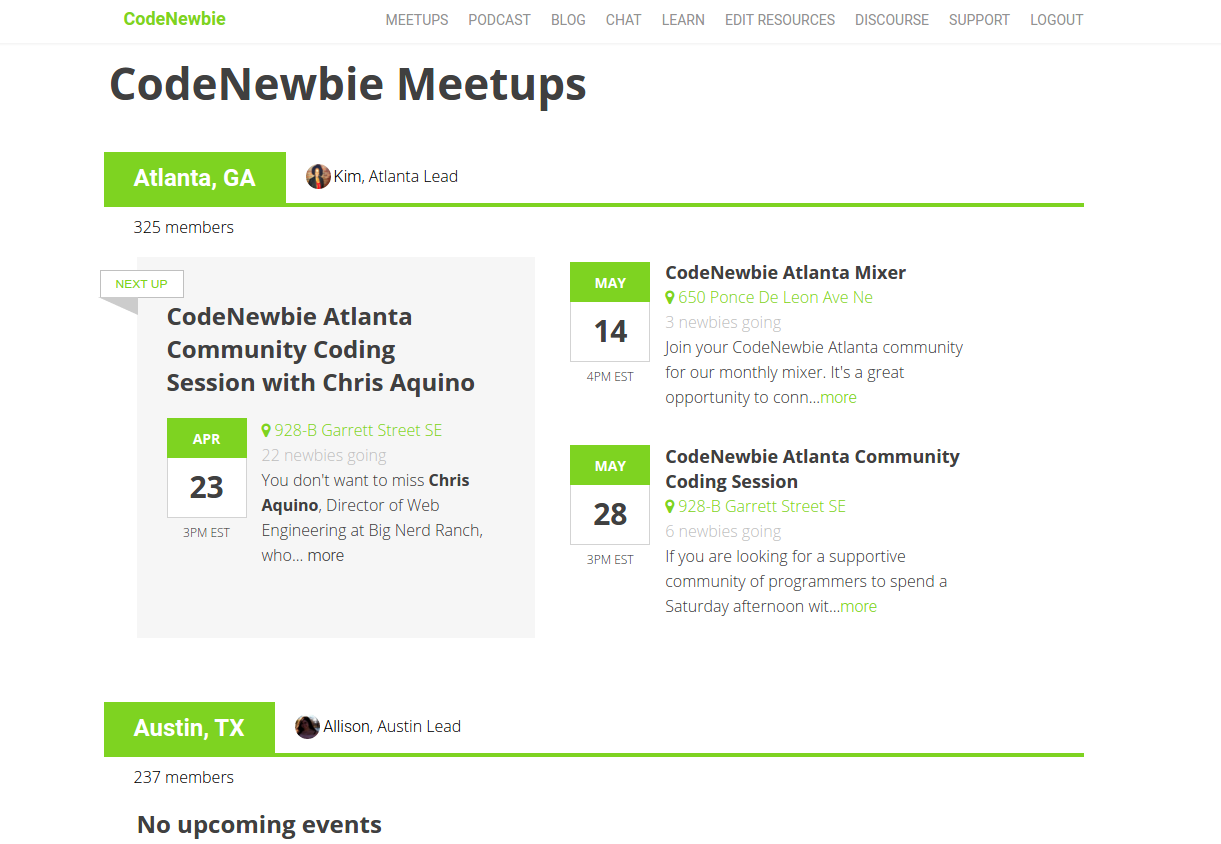 CodeNewbie
MEETUPS PODCAST BLOG CHAT LEARN EDIT RESOURCES DISCOURSE SUPPORT LOGOUT
CodeNewbie Meetups
Atlanta, GA
Kim, Atlanta Lead
325 members
NEXT UP
CodeNewbie Atlanta
Community Coding
Session with Chris Aquino
APR
23
3PM EST
928-B Garrett Street SE
22 newbies going
You don't want to miss Chris
Aquino, Director of Web
Engineering at Big Nerd Ranch,
who... more
MAY
14
4PM EST
CodeNewbie Atlanta Mixer
650 Ponce De Leon Ave Ne
3 newbies going
Join your CodeNewbie Atlanta community
for our monthly mixer. It's a great
opportunity to conn...more
MAY
28
3PM EST
CodeNewbie Atlanta Community
Coding Session
928-B Garrett Street SE
6 newbies going
If you are looking for a supportive
community of programmers to spend a
Saturday afternoon wit...more
Austin, TX
Allison, Austin Lead
237 members
No upcoming events